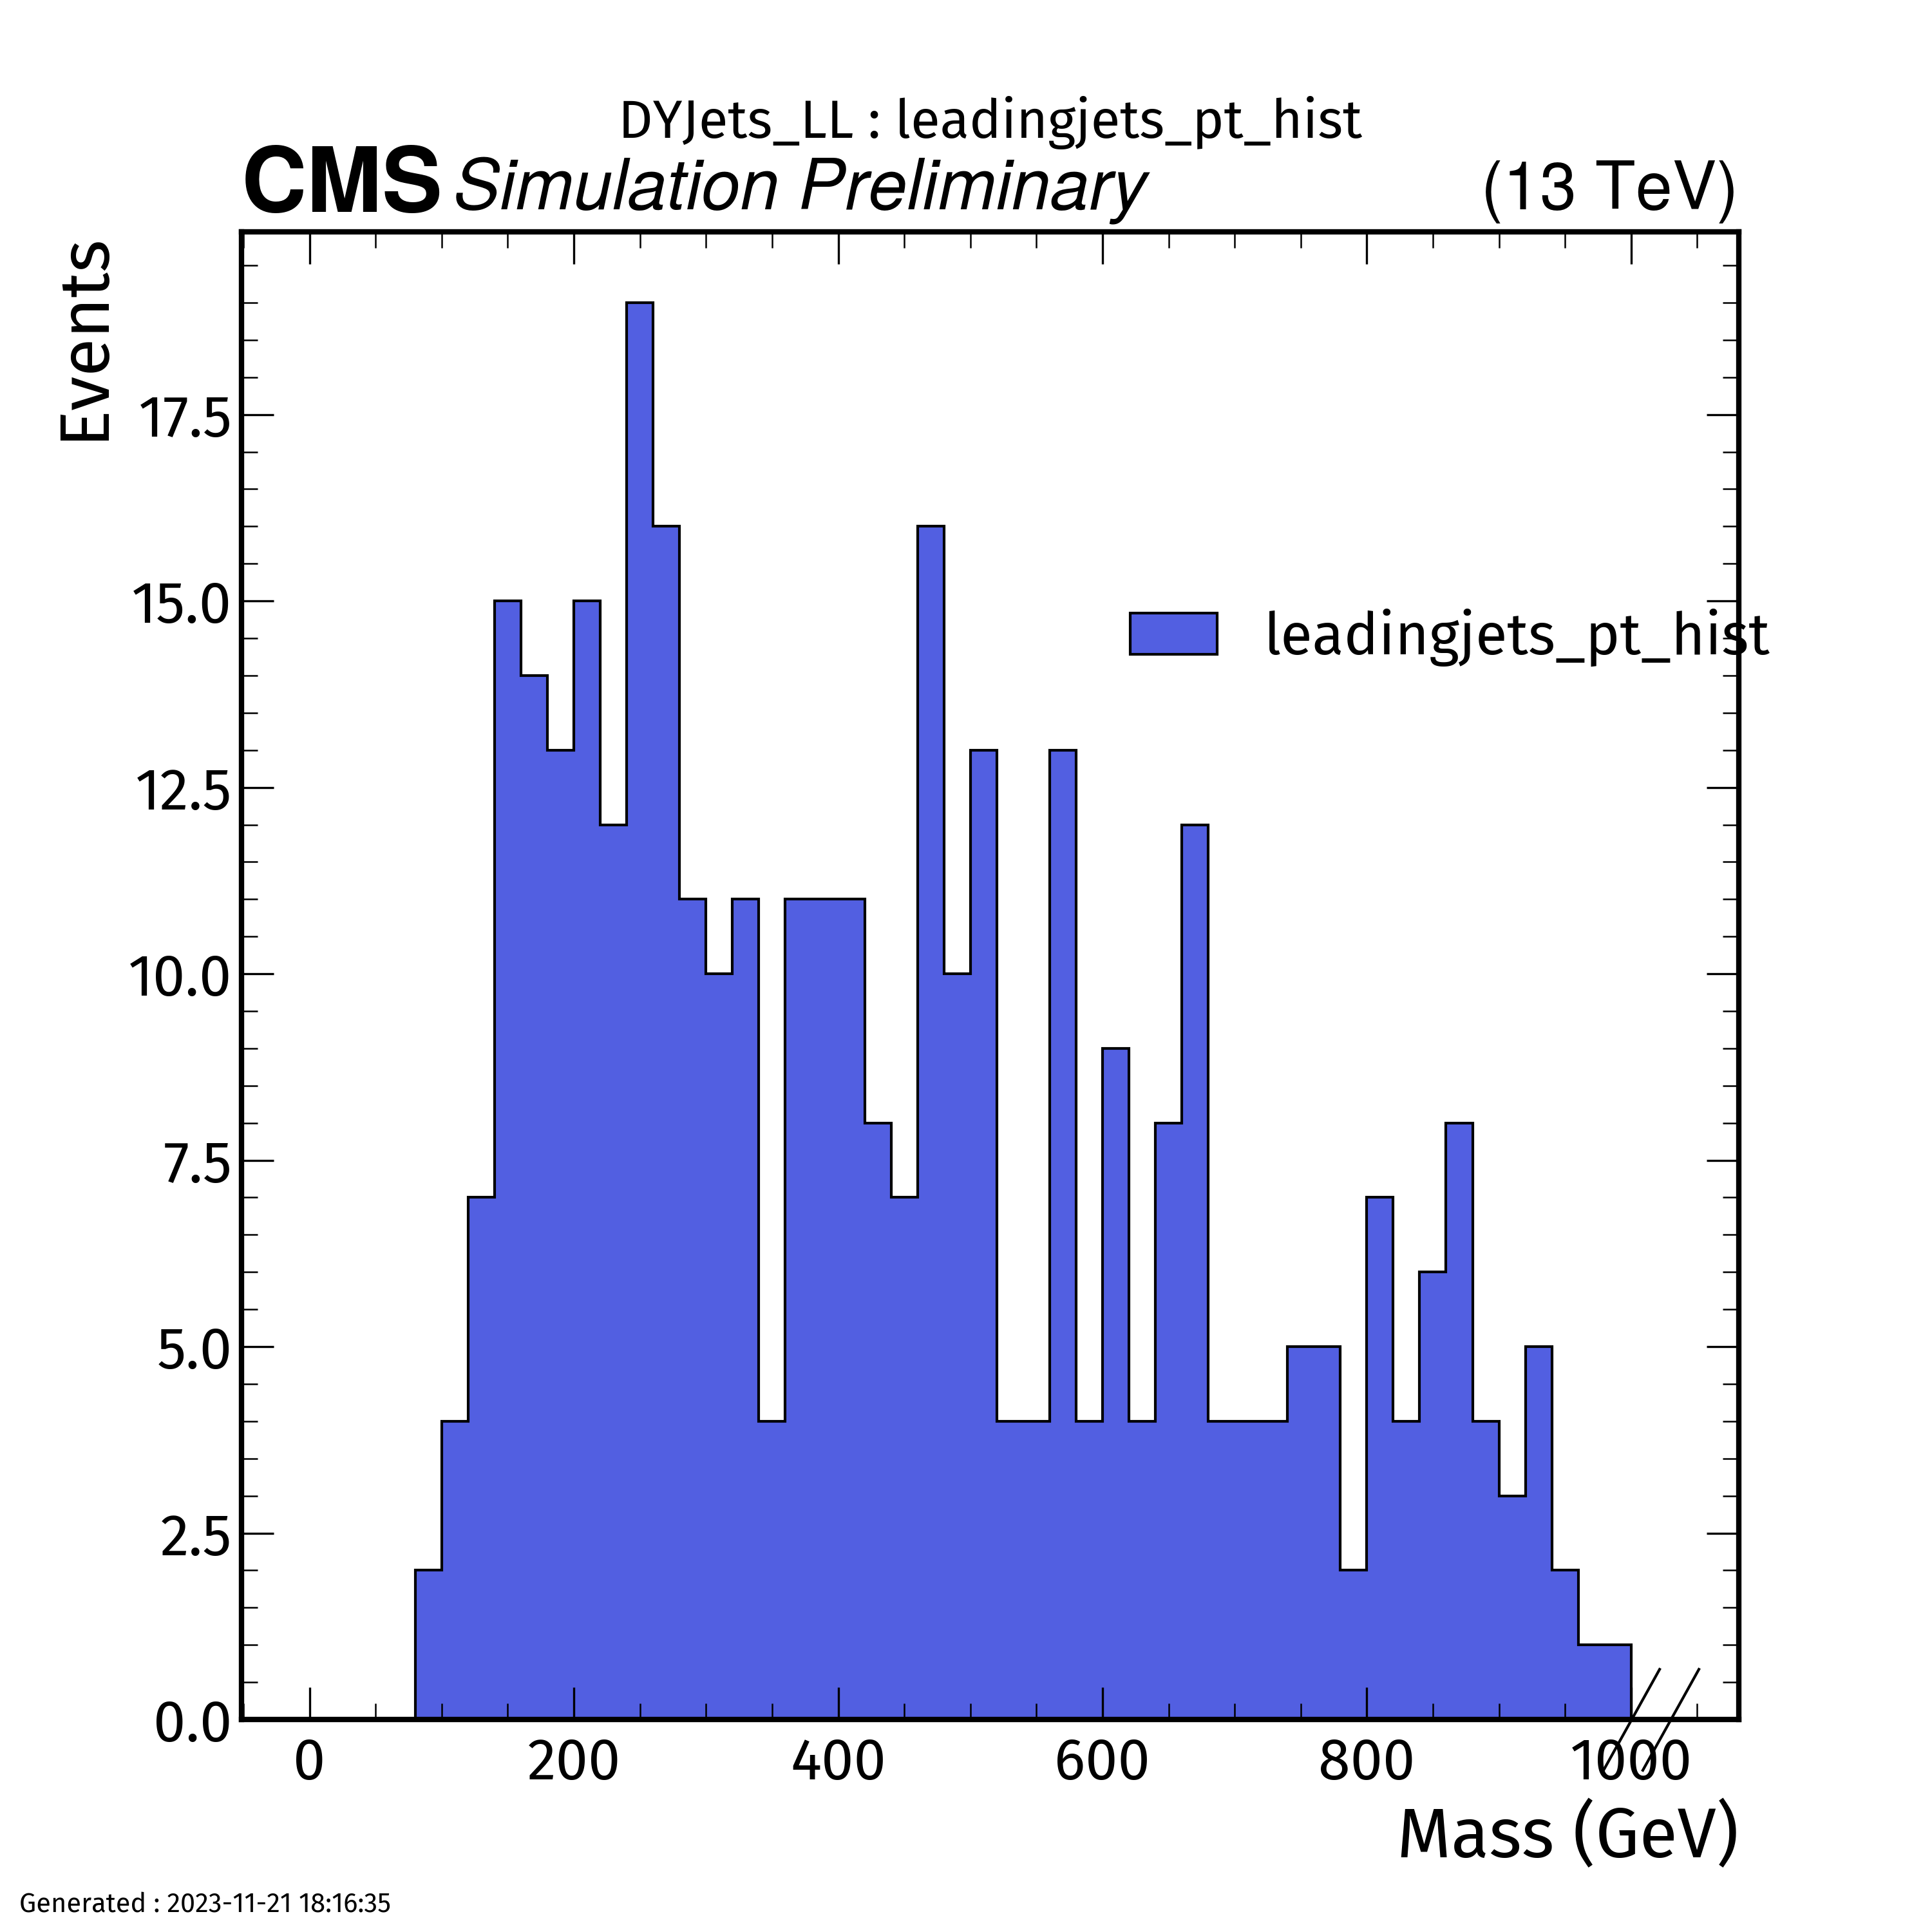 DYJets_LL : leadingjets_pt_hist
CMS Simulation Preliminary (13 TeV)
Events
17.5
15.0
leadingjets_pt_hist
12.5
10.0
7.5
5.0
2.5
0.0
0 200 400 600 800 1000
Mass (GeV)
Generated : 2023-11-21 18:16:35